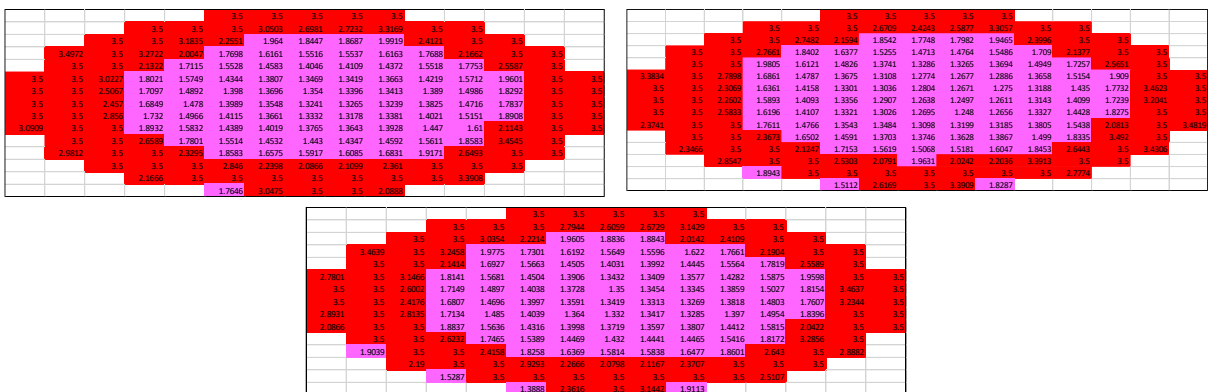 3.5 3.5 3.5 3.5 3.5
3.5 3.5 3.0503 2.6981 2.7232 3.3169 3.5
3.5 3.5 3.1835 2.2551 1.964 1.8447 1.8687 1.9919 2.4121 3.5 3.5
3.4972 3.5 3.2722 2.0047 1.7698 1.6161 1.5516 1.5537 1.6163 1.7688 2.1662 3.5 3.5
3.5 3.5 2.1322 1.7115 1.5528 1.4583 1.4046 1.4109 1.4372 1.5518 1.7753 2.5587 3.5
3.5 3.5 3.0227 1.8021 1.5749 1.4344 1.3807 1.3469 1.3419 1.3663 1.4219 1.5712 1.9601 3.5 3.5
3.5 2.5067 1.7097 1.4892 1.398 1.3696 1.354 1.3396 1.3413 1.389 1.4986 1.8292 3.5
3.5 3.5 2.457 1.6849 1.478 1.3989 1.3548 1.3241 1.3265 1.3239 1.3825 1.4716 1.7837 3.5 3.5
3.5 3.5 2.856 1.732 1.4966 1.4115 1.3661 1.3332 1.3178 1.3381 1.4021 1.5151 1.8908 3.5 3.5
3.0909 3.5 3.5 1.8932 1.5832 1.4389 1.4019 1.3765 1.3643 1.3928 1.447 1.61 2.1143 3.5 3.5
3.5 3.5 2.6589 1.7801 1.5514 1.4532 1.443 1.4347 1.4592 1.5611 1.8583 3.4545 3.5
2.9812 3.5 3.5 2.3295 1.8583 1.6575 1.5917 1.6085 1.6831 1.9171 2.6493 3.5 3.5
3.5 3.5 3.5 2.846 2.2398 2.0866 2.1099 2.361 3.5 3.5 3.5
2.1666 3.5 3.5 3.5 3.5 3.5 3.3908
1.7646 3.0475 3.5 3.5 2.0888
3.5 3.5 3.5 3.5 3.5
3.5 3.5 2.6709 2.4243 2.5877 3.3057 3.5
3.5 3.5 2.7432 2.1594 1.8542 1.7748 1.7982 1.9465 2.3996 3.5 3.5
3.5 3.5 2.7661 1.8402 1.6377 1.5255 1.4713 1.4764 1.5486 1.709 2.1377 3.5 3.5
3.5 3.5 1.9805 1.6121 1.4826 1.3741 1.3286 1.3265 1.3694 1.4949 1.7257 2.5651 3.5
3.3834 3.5 2.7898 1.6861 1.4787 1.3675 1.3108 1.2774 1.2677 1.2886 1.3658 1.5154 1.909 3.5 3.5
3.5 2.3069 1.6361 1.4158 1.3301 1.3036 1.2804 1.2671 1.275 1.3188 1.435 1.7732 3.4623
3.5 3.5 2.2602 1.5893 1.4093 1.3356 1.2907 1.2638 1.2497 1.2611 1.3143 1.4099 1.7239 3.2041 3.5
3.5 3.5 2.5833 1.6196 1.4107 1.3321 1.3026 1.2695 1.248 1.2656 1.3327 1.4428 1.8275 3.5 3.5
2.3741 3.5 3.5 1.7611 1.4766 1.3543 1.3484 1.3098 1.3199 1.3185 1.3805 1.5438 2.0813 3.5 3.4819
3.5 3.5 2.3673 1.6502 1.4591 1.3703 1.3746 1.3628 1.3867 1.499 1.8335 3.492 3.5
2.3466 3.5 3.5 2.1247 1.7153 1.5619 1.5068 1.5181 1.6047 1.8453 2.6443 3.5 3.4306
2.8547 3.5 3.5 2.5303 2.0791 1.9631 2.0242 2.2036 3.3913 3.5 3.5
1.8943 3.5 3.5 3.5 3.5 3.5 2.7774
1.5112 2.6169 3.5 3.3909 1.8287
3.5 3.5 3.5 3.5 3.5
3.5 3.5 3.5 2.7944 2.6059 2.6729 3.1429 3.5 3.5
3.5 3.5 3.0354 2.2214 1.9605 1.8836 1.8843 2.0142 2.4109 3.5 3.5
3.4639 3.5 3.2458 1.9775 1.7301 1.6192 1.5649 1.5596 1.622 1.7661 2.1904 3.5 3.5
3.5 3.5 2.1414 1.6927 1.5663 1.4505 1.4031 1.3992 1.4445 1.5564 1.7819 2.5589 3.5
2.7801 3.5 3.1466 1.8141 1.5681 1.4504 1.3906 1.3432 1.3409 1.3577 1.4282 1.5875 1.9598 3.5 3.5
3.5 2.6002 1.7149 1.4897 1.4038 1.3728 1.35 1.3454 1.3345 1.3859 1.5027 1.8154 3.4637 3.5
3.5 3.5 2.4176 1.6807 1.4696 1.3997 1.3591 1.3419 1.3313 1.3269 1.3818 1.4803 1.7607 3.2344 3.5
2.8931 3.5 2.8135 1.7134 1.485 1.4039 1.364 1.332 1.3417 1.3285 1.397 1.4954 1.8396 3.5 3.5
2.0866 3.5 3.5 1.8837 1.5636 1.4316 1.3998 1.3719 1.3597 1.3807 1.4412 1.5815 2.0422 3.5 3.5
3.5 3.5 2.6232 1.7465 1.5389 1.4469 1.432 1.4441 1.4465 1.5416 1.8172 3.2856 3.5
1.9039 3.5 3.5 2.4159 1.8258 1.6369 1.5814 1.5838 1.6477 1.8601 2.643 3.5 2.8882
2.19 3.5 3.5 2.9293 2.2666 2.0798 2.1167 2.3707 3.5 3.5 3.5
1.5287 3.5 3.5 3.5 3.5 3.5 3.5 3.5 2.5107
1.3888 2.3616 3.5 3.1442 1.9113